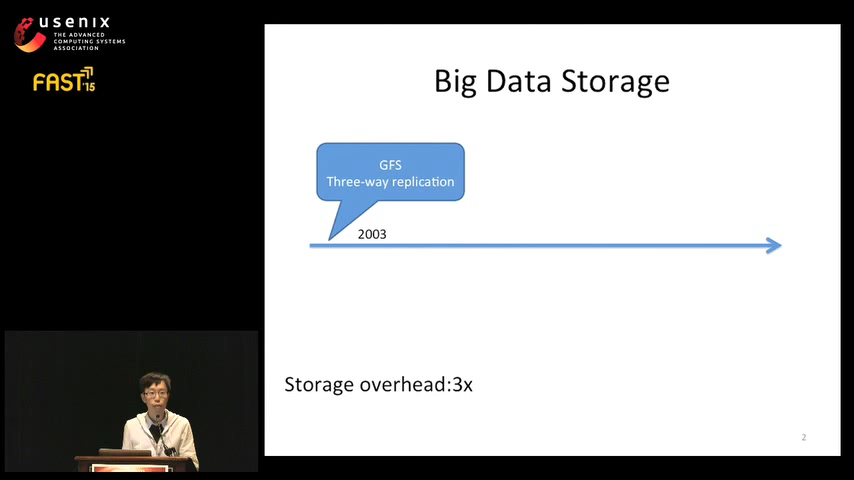 usenix
THE ADVANCED
COMPUTING SYSTEMS
ASSOCIATION
FAST'15
Big Data Storage
GFS
Three-way replication
2003
Storage overhead:3x
2